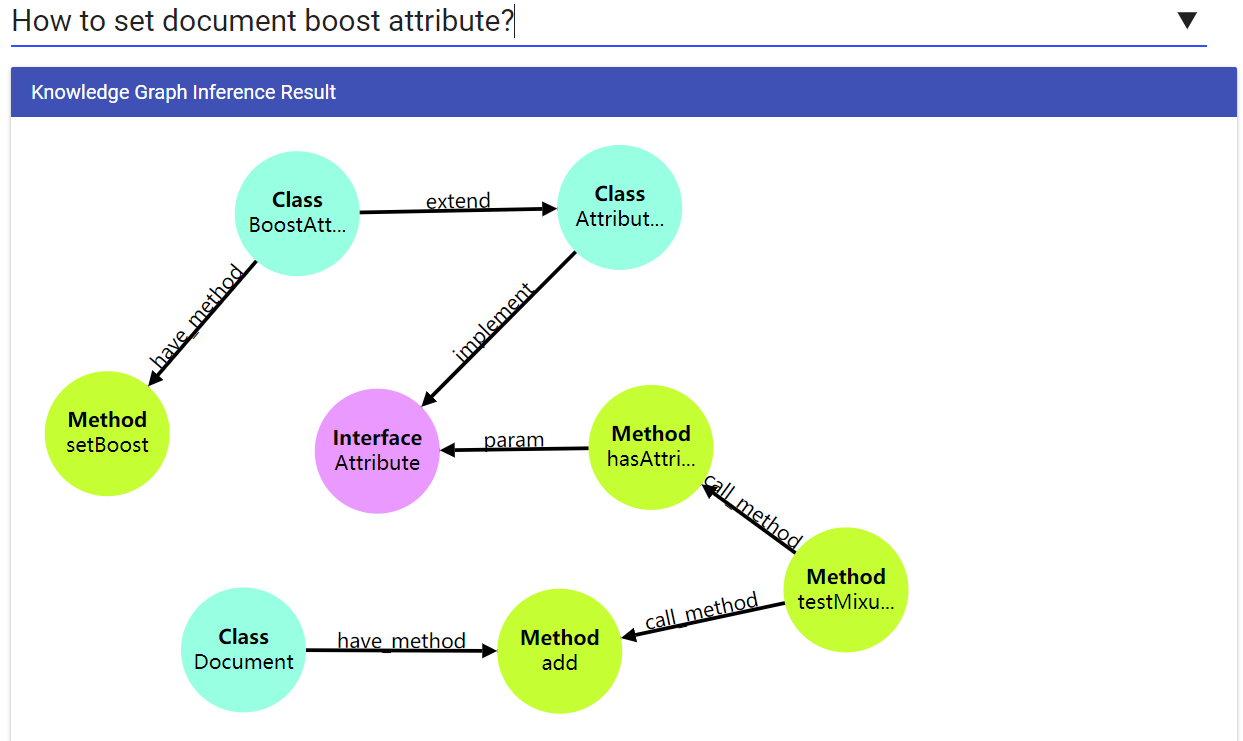 How to set document boost attribute?
Knowledge Graph Inference Result
Class
BoostAtt...
extend
Class
Attribut...
have_method
implement
Method
setBoost
Interface
Attribute
param
Method
hasAttri...
call_method
Method
testMixu...
call_method
Class
Document
have_method
Method
add